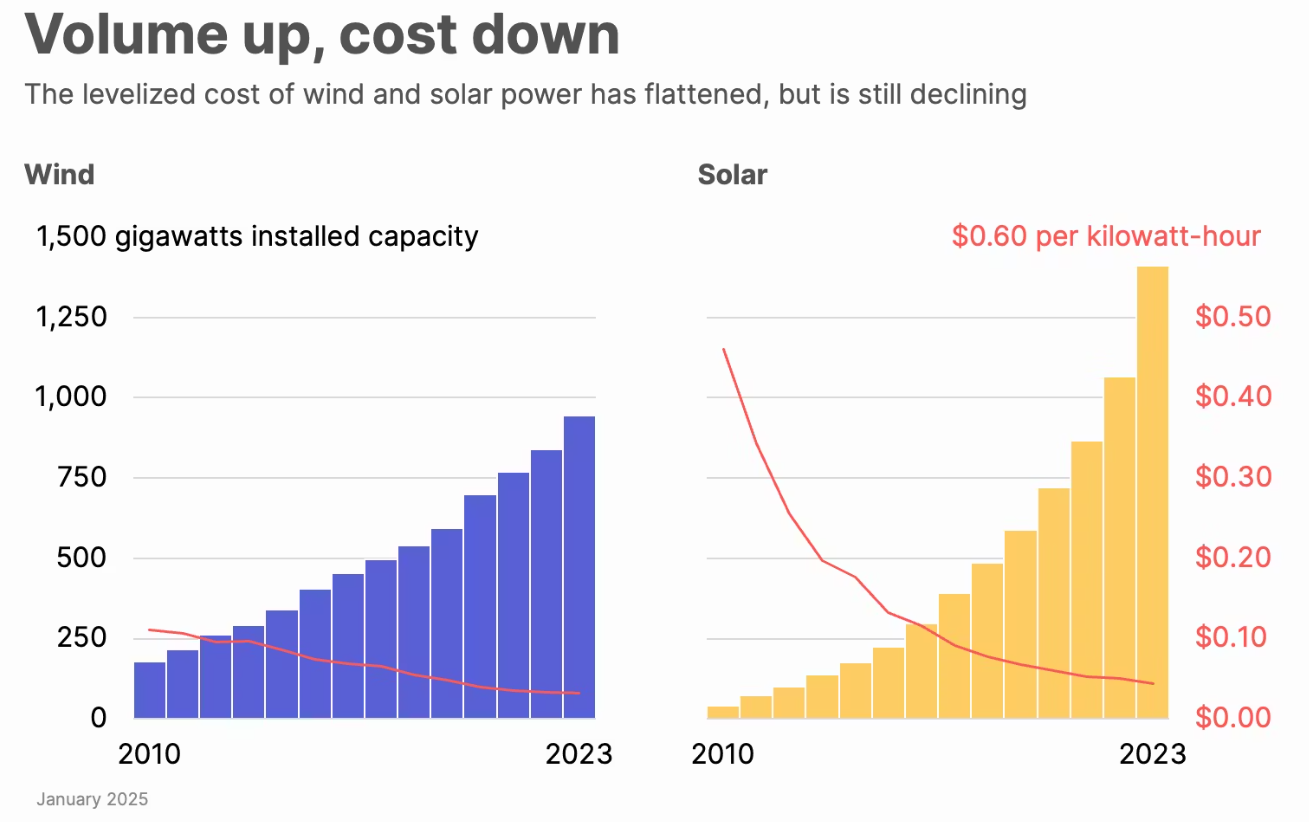 Volume up, cost down
The levelized cost of wind and solar power has flattened, but is still declining
Wind
1,500 gigawatts installed capacity
1,250
1,000
750
500
250
0
2010
2023
Solar
$0.60 per kilowatt-hour
$0.50
$0.40
$0.30
$0.20
$0.10
$0.00
2010
2023
January 2025